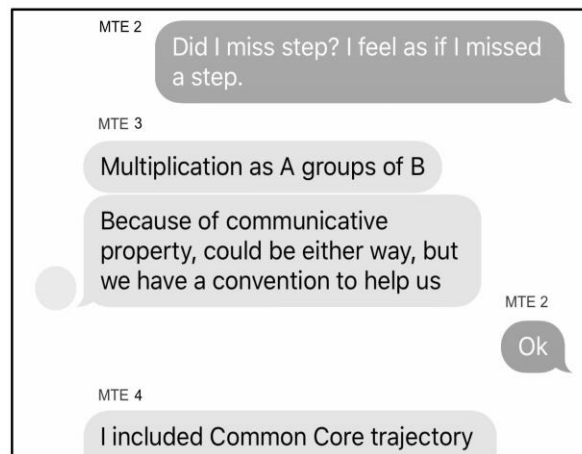 MTE 2
Did I miss step? I feel as if I missed
a step.
MTE 3
Multiplication as A groups of B
Because of communicative
property, could be either way, but
we have a convention to help us
MTE 2
Ok
MTE 4
I included Common Core trajectory